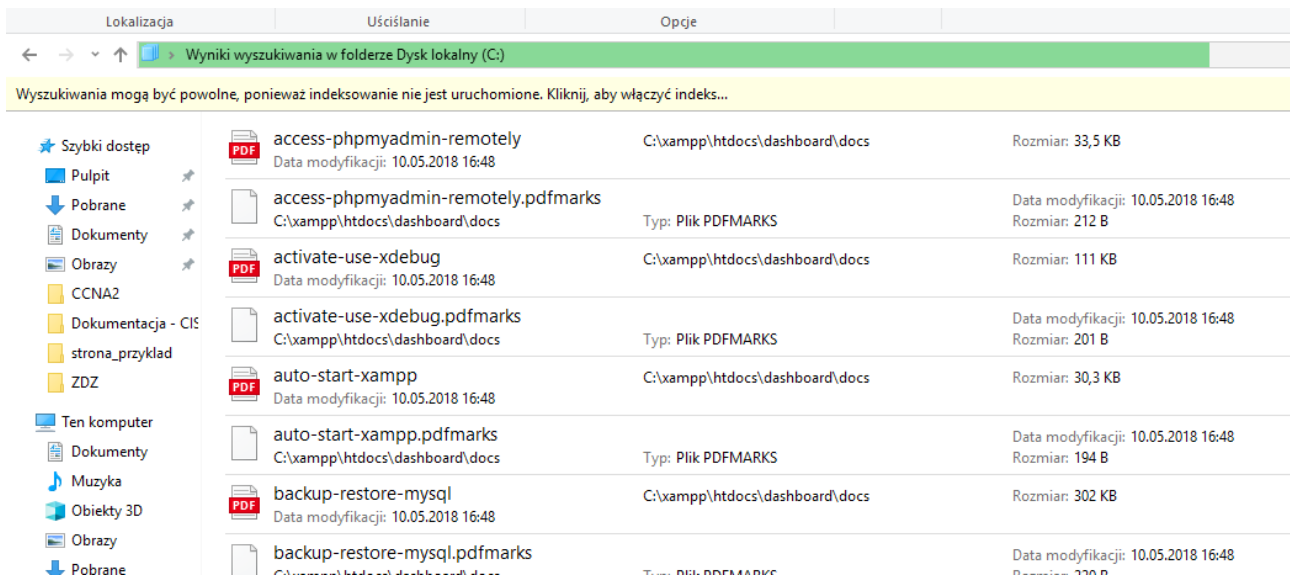 Lokalizacja Uściślanie Opcje
Wyniki wyszukiwania w folderze Dysk lokalny (C:)
Wyszukiwania mogą być powolne, ponieważ indeksowanie nie jest uruchomione. Kliknij, aby włączyć indeks...
Szybki dostęp
Pulpit
Pobrane
Dokumenty
Obrazy
CCNA2
Dokumentacja - CIS
strona_przyklad
ZDZ
Ten komputer
Dokumenty
Muzyka
Obiekty 3D
Obrazy
Pobrane
PDF access-phpmyadmin-remotely C:\xampp\htdocs\dashboard\docs Rozmiar: 33,5 KB
Data modyfikacji: 10.05.2018 16:48
access-phpmyadmin-remotely.pdfmarks Data modyfikacji: 10.05.2018 16:48
C:\xampp\htdocs\dashboard\docs Typ: Plik PDFMARKS Rozmiar: 212 B
PDF activate-use-xdebug C:\xampp\htdocs\dashboard\docs Rozmiar: 111 KB
Data modyfikacji: 10.05.2018 16:48
activate-use-xdebug.pdfmarks Data modyfikacji: 10.05.2018 16:48
C:\xampp\htdocs\dashboard\docs Typ: Plik PDFMARKS Rozmiar: 201 B
PDF auto-start-xampp C:\xampp\htdocs\dashboard\docs Rozmiar: 30,3 KB
Data modyfikacji: 10.05.2018 16:48
auto-start-xampp.pdfmarks Data modyfikacji: 10.05.2018 16:48
C:\xampp\htdocs\dashboard\docs Typ: Plik PDFMARKS Rozmiar: 194 B
PDF backup-restore-mysql C:\xampp\htdocs\dashboard\docs Rozmiar: 302 KB
Data modyfikacji: 10.05.2018 16:48
backup-restore-mysql.pdfmarks Data modyfikacji: 10.05.2018 16:48